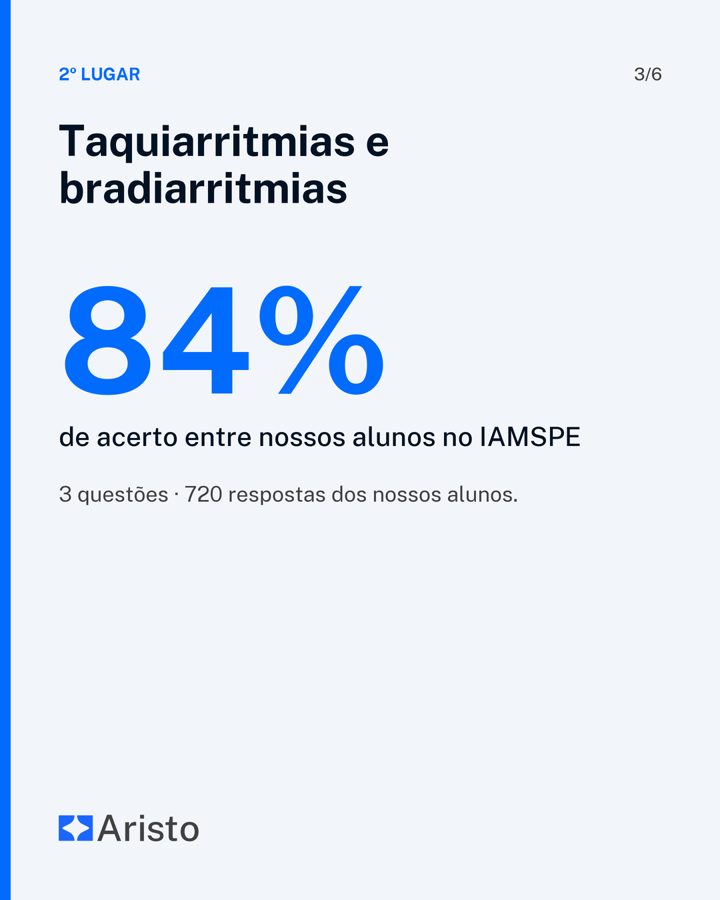 2º LUGAR
3/6
Taquiarritmias e
bradiarritmias
84%
de acerto entre nossos alunos no IAMSPE
3 questões · 720 respostas dos nossos alunos.
Aristo